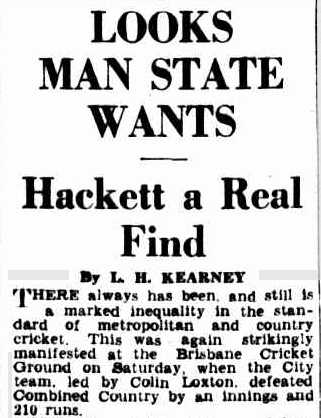 LOOKS
MAN STATE
WANTS
Hackett a Real
Find
By L. H. KEARNEY
THERE always has been, and still is
a marked inequality in the stan-
dard of metropolitan and country
cricket. This was again strikingly
manifested at the Brisbane Cricket
Ground on Saturday, when the City
team, led by Colin Loxton, defeated
Combined Country by an innings and
210 runs.